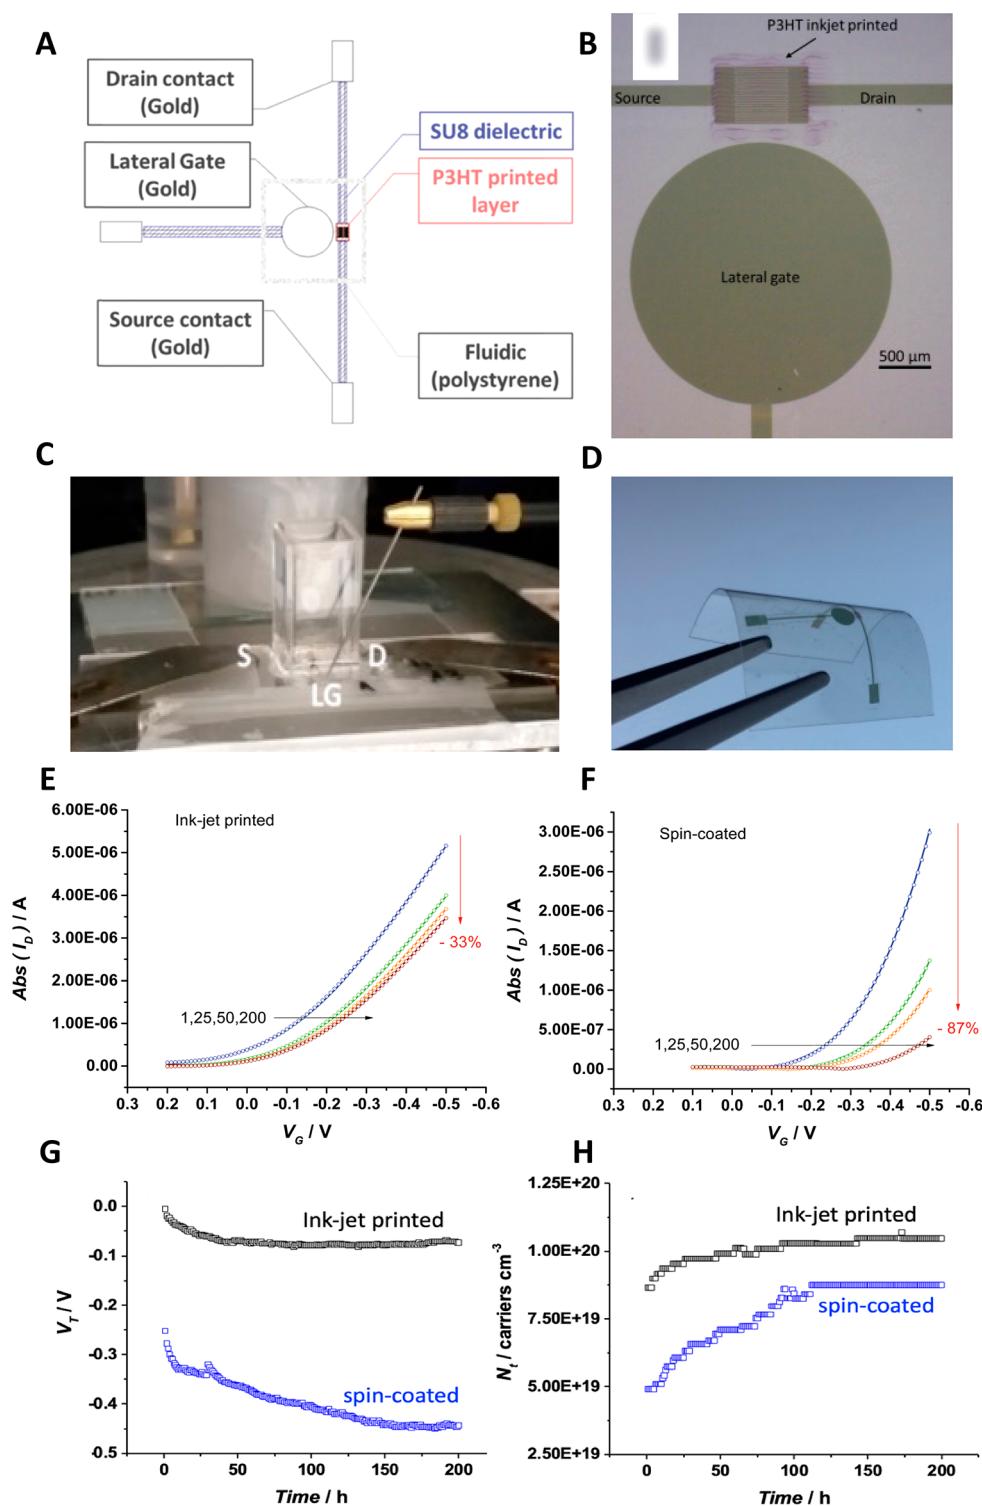 A
Drain contact
(Gold)
Lateral Gate
(Gold)
SU8 dielectric
P3HT printed
layer
Source contact
(Gold)
Fluidic
(polystyrene)
B
P3HT inkjet printed
Source
Drain
Lateral gate
500 µm
C
S
D
LG
D
E
Ink-jet printed
6.00E-06
5.00E-06
4.00E-06
3.00E-06
2.00E-06
1.00E-06
0.00
Abs ( I_D ) / A
- 33%
1,25,50,200
0.3 0.2 0.1 0.0 -0.1 -0.2 -0.3 -0.4 -0.5 -0.6
V_G / V
F
Spin-coated
3.00E-06
2.50E-06
2.00E-06
1.50E-06
1.00E-06
5.00E-07
0.00
Abs ( I_D ) / A
- 87%
1,25,50,200
0.3 0.2 0.1 0.0 -0.1 -0.2 -0.3 -0.4 -0.5 -0.6
V_G / V
G
0.0
-0.1
-0.2
-0.3
-0.4
-0.5
V_T / V
Ink-jet printed
spin-coated
0 50 100 150 200
Time / h
H
1.25E+20
1.00E+20
7.50E+19
5.00E+19
2.50E+19
N_t / carriers cm⁻³
Ink-jet printed
spin-coated
0 50 100 150 200
Time / h